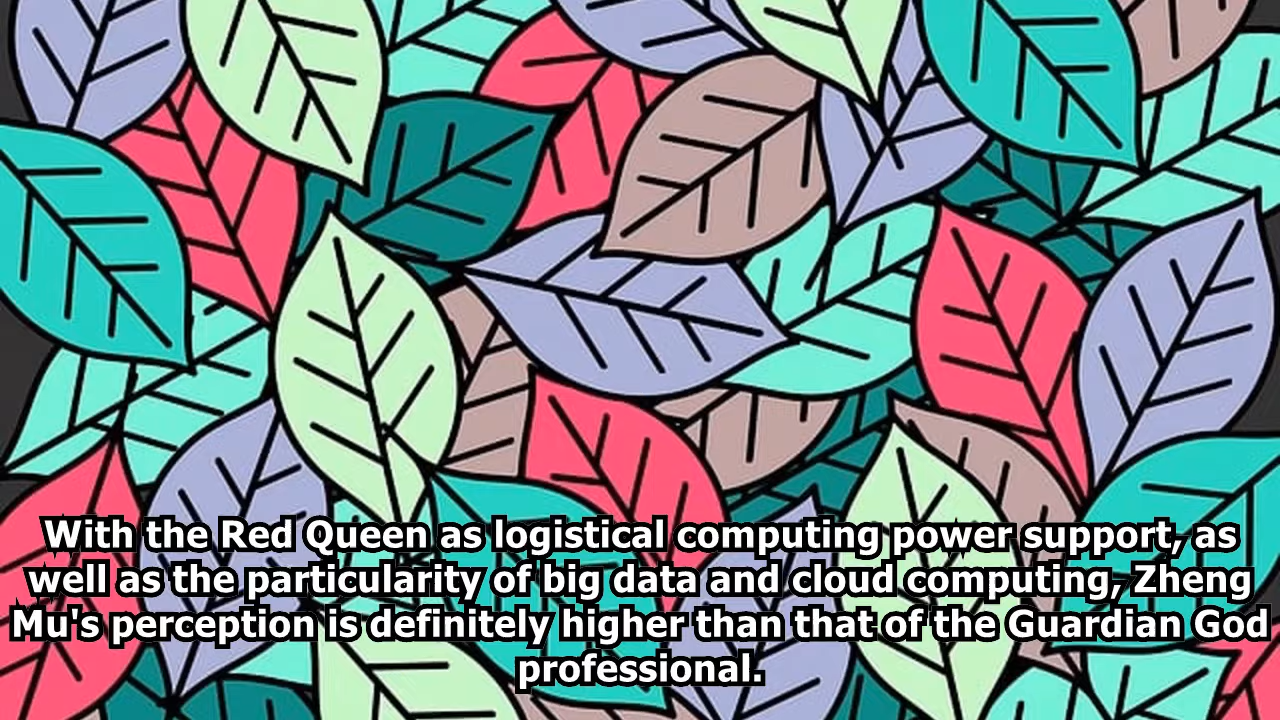 With the Red Queen as logistical computing power support, as
well as the particularity of big data and cloud computing, Zheng
Mu's perception is definitely higher than that of the Guardian God
professional.